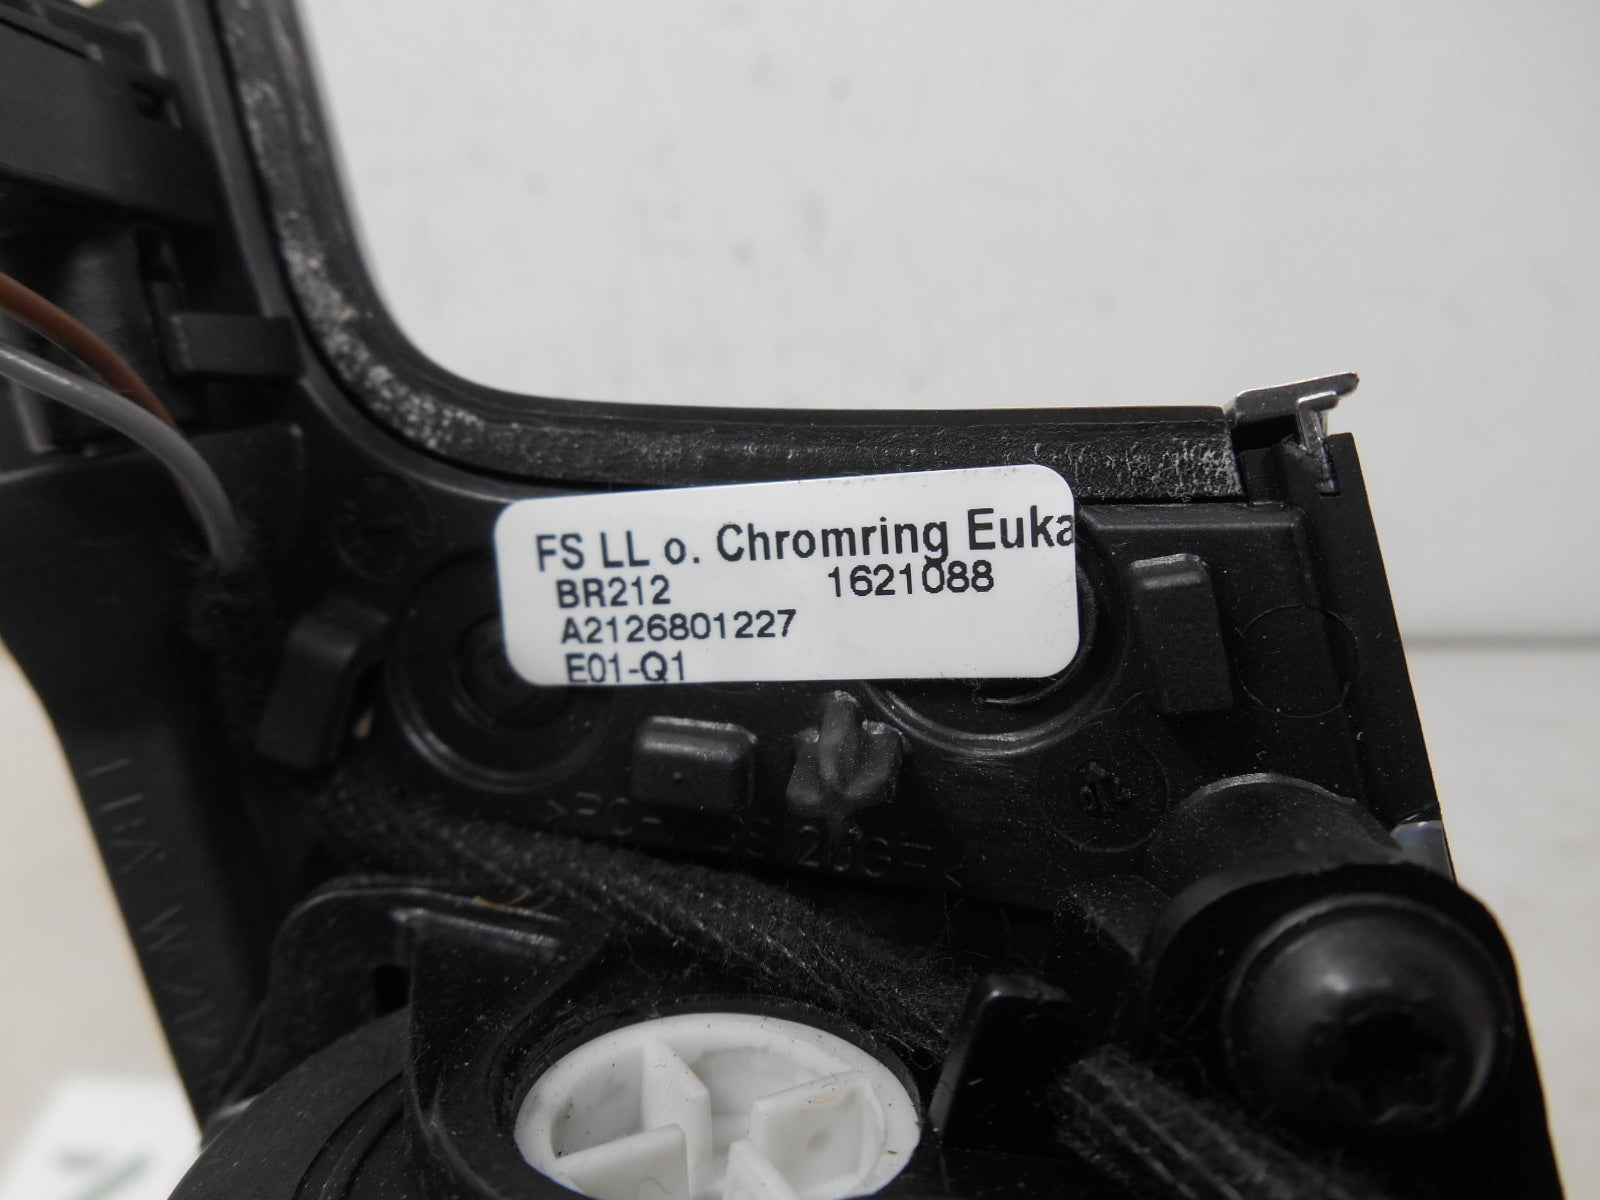 FS LL o. Chromring Euka
BR212 1621088
A2126801227
E01-Q1